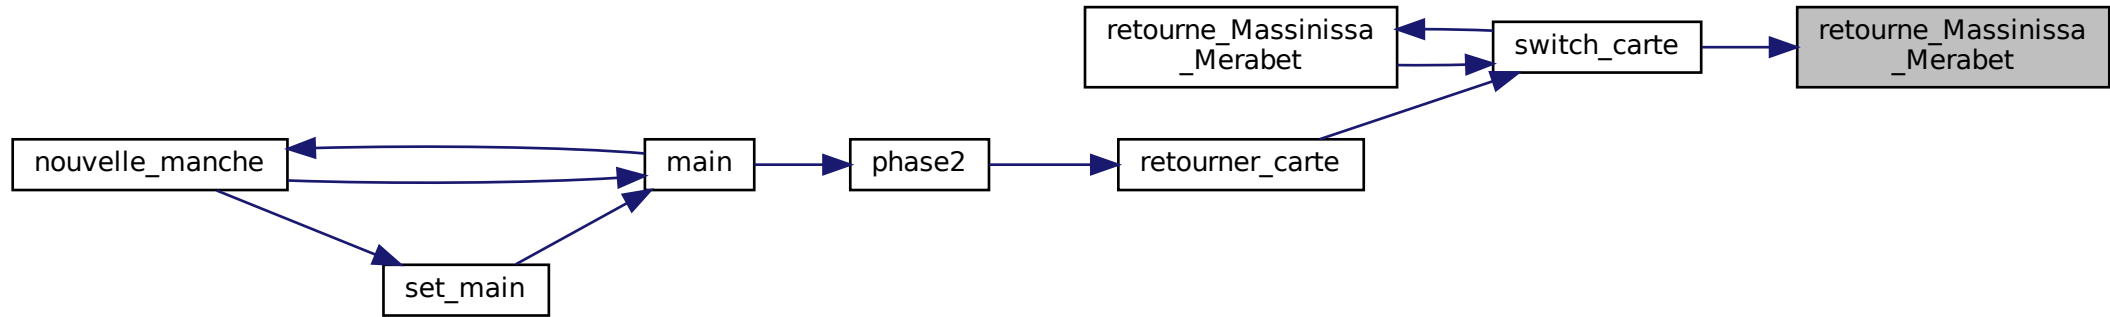 retourne_Massinissa
_Merabet
switch_carte
retourne_Massinissa
_Merabet
nouvelle_manche
main
phase2
retourner_carte
set_main